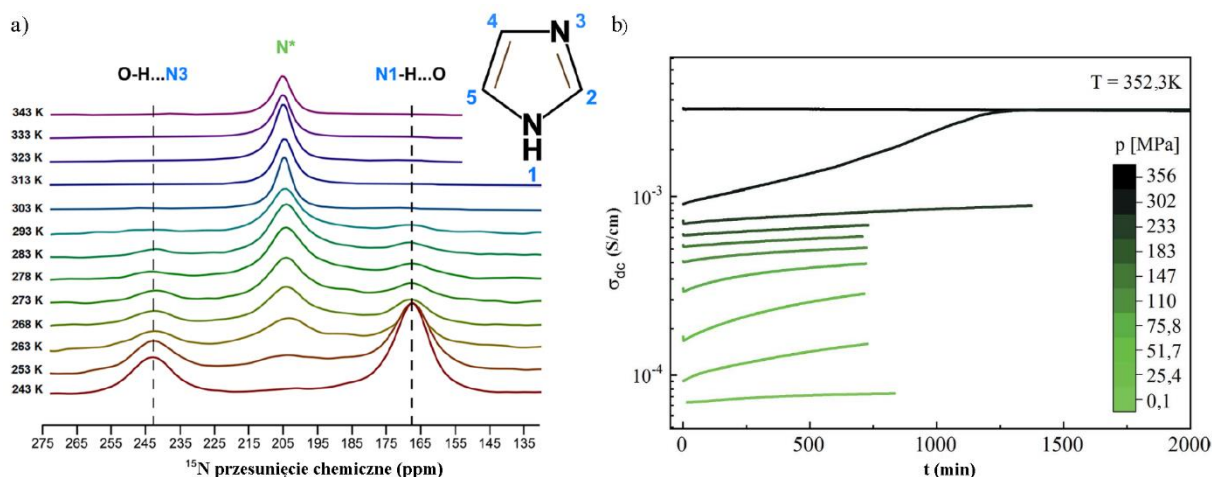 a)
N*
O-H...N3
N1-H...O
4
3
N
5
2
N
H
1
343 K
333 K
323 K
313 K
303 K
293 K
283 K
278 K
273 K
268 K
263 K
253 K
243 K
275 265 255 245 235 225 215 205 195 185 175 165 155 145 135
¹⁵N przesunięcie chemiczne (ppm)
b)
T = 352,3K
p [MPa]
356
302
233
183
147
110
75,8
51,7
25,4
0,1
10⁻³
10⁻⁴
σdc (S/cm)
0 500 1000 1500 2000
t (min)